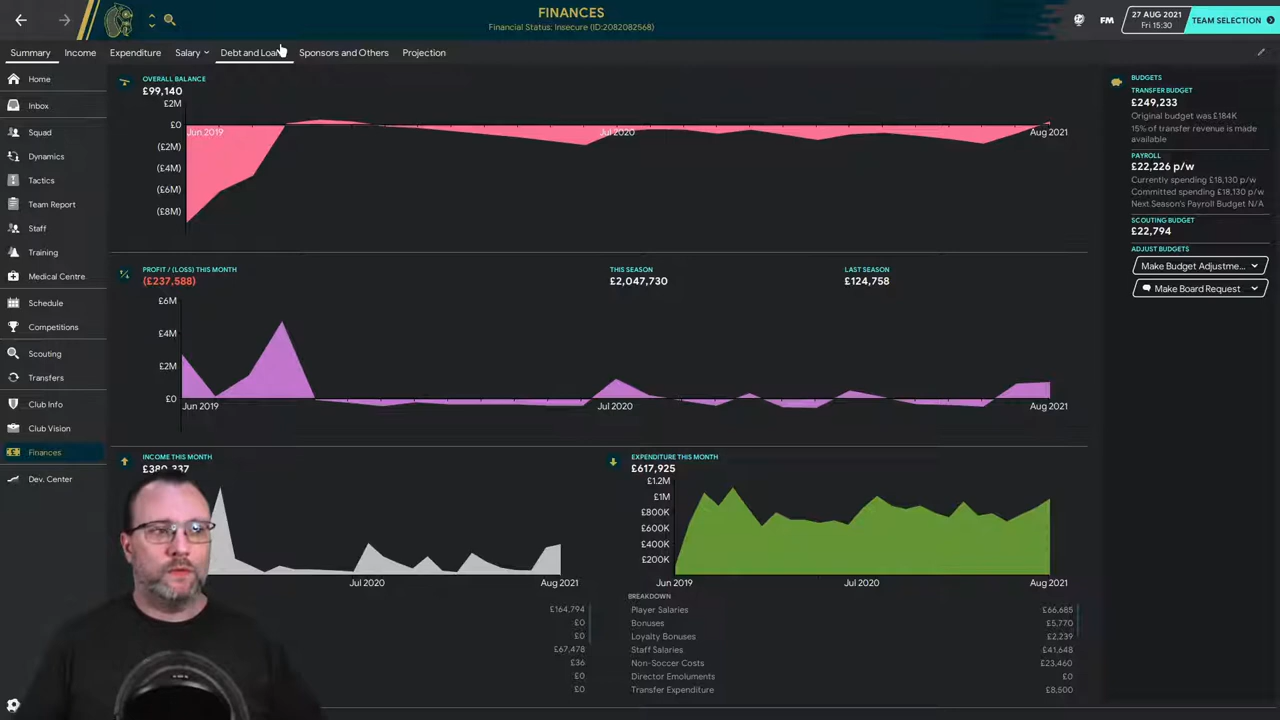 FINANCES
Financial Status: Insecure (ID:2082082568)
FM
27 AUG 2021
Fri 15:30
TEAM SELECTION
Summary
Income
Expenditure
Salary
Debt and Loan
Sponsors and Others
Projection
Home
Inbox
Squad
Dynamics
Tactics
Team Report
Staff
Training
Medical Centre
Schedule
Competitions
Scouting
Transfers
Club Info
Club Vision
Finances
Dev. Center
OVERALL BALANCE
£99,140
£2M
£0
(£2M)
(£4M)
(£6M)
(£8M)
Jun 2019
Jul 2020
Aug 2021
PROFIT / (LOSS) THIS MONTH
(£237,588)
THIS SEASON
£2,047,730
LAST SEASON
£124,758
£6M
£4M
£2M
£0
Jun 2019
Jul 2020
Aug 2021
INCOME THIS MONTH
£380,337
Jul 2020
Aug 2021
£164,794
£0
£0
£67,478
£36
£0
£0
EXPENDITURE THIS MONTH
£617,925
£1.2M
£1M
£800K
£600K
£400K
£200K
Jun 2019
Jul 2020
Aug 2021
BREAKDOWN
Player Salaries £66,685
Bonuses £5,770
Loyalty Bonuses £2,239
Staff Salaries £41,648
Non-Soccer Costs £23,460
Director Emoluments £0
Transfer Expenditure £8,500
BUDGETS
TRANSFER BUDGET
£249,233
Original budget was £184K
15% of transfer revenue is made
available
PAYROLL
£22,226 p/w
Currently spending £18,130 p/w
Committed spending £18,130 p/w
Next Season's Payroll Budget N/A
SCOUTING BUDGET
£22,794
ADJUST BUDGETS
Make Budget Adjustme...
Make Board Request